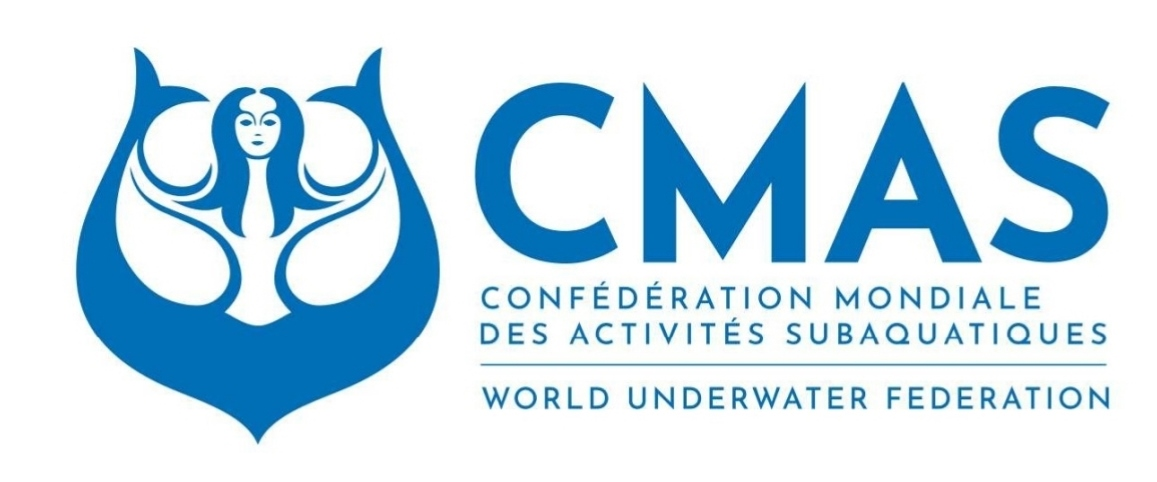 CMAS
CONFÉDÉRATION MONDIALE
DES ACTIVITÉS SUBAQUATIQUES
WORLD UNDERWATER FEDERATION